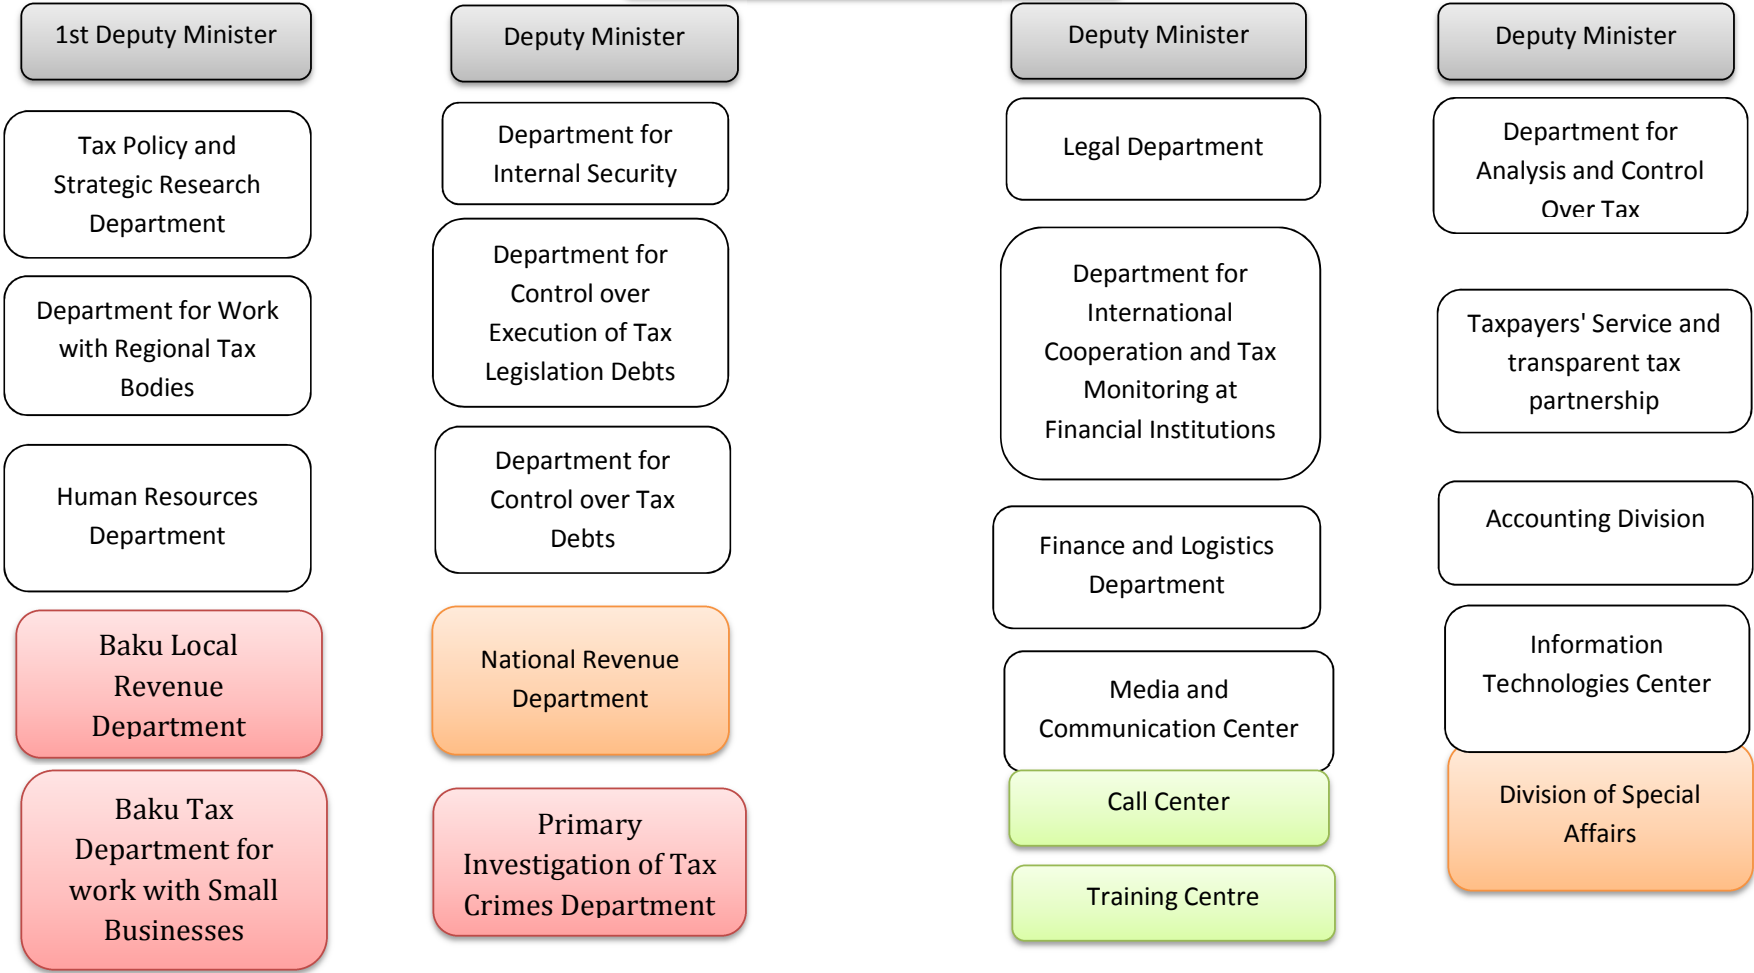 1st Deputy Minister
Tax Policy and
Strategic Research
Department
Department for Work
with Regional Tax
Bodies
Human Resources
Department
Baku Local
Revenue
Department
Baku Tax
Department for
work with Small
Businesses
Deputy Minister
Department for
Internal Security
Department for
Control over
Execution of Tax
Legislation Debts
Department for
Control over Tax
Debts
National Revenue
Department
Primary
Investigation of Tax
Crimes Department
Deputy Minister
Legal Department
Department for
International
Cooperation and Tax
Monitoring at
Financial Institutions
Finance and Logistics
Department
Media and
Communication Center
Call Center
Training Centre
Deputy Minister
Department for
Analysis and Control
Over Tax
Taxpayers' Service and
transparent tax
partnership
Accounting Division
Information
Technologies Center
Division of Special
Affairs